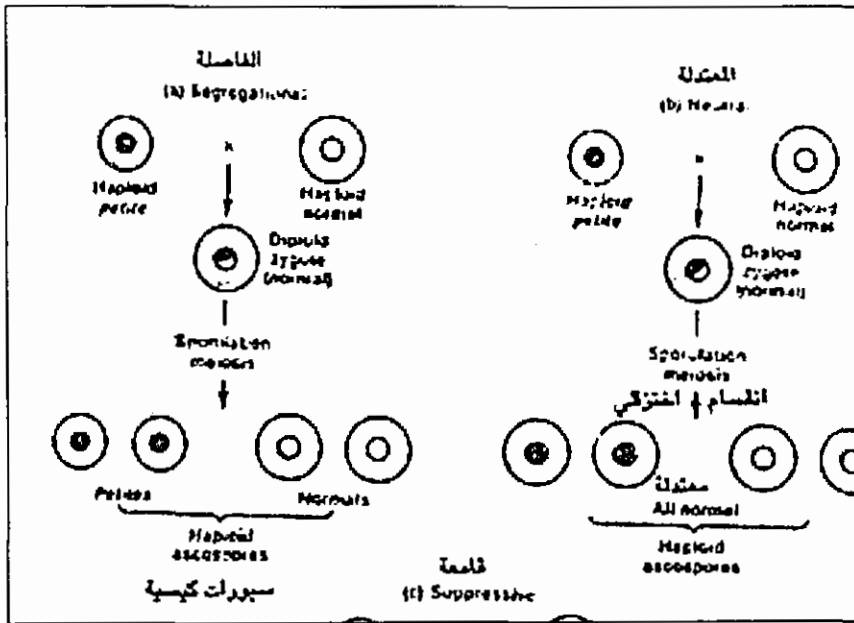 الفاصلة
(a) Segregational
Haploid
petite
x
Haploid
normal
Diploid
zygote
(normal)
Sporulation
meiosis
Petites
Normals
Haploid
ascospores
سبورات كيسية
المعتدلة
(b) Neutral
Haploid
petite
x
Haploid
normal
Diploid
zygote
(normal)
Sporulation
meiosis
انقسام اختزالي
معتدلة
All normal
Haploid
ascospores
قامعة
(c) Suppressive